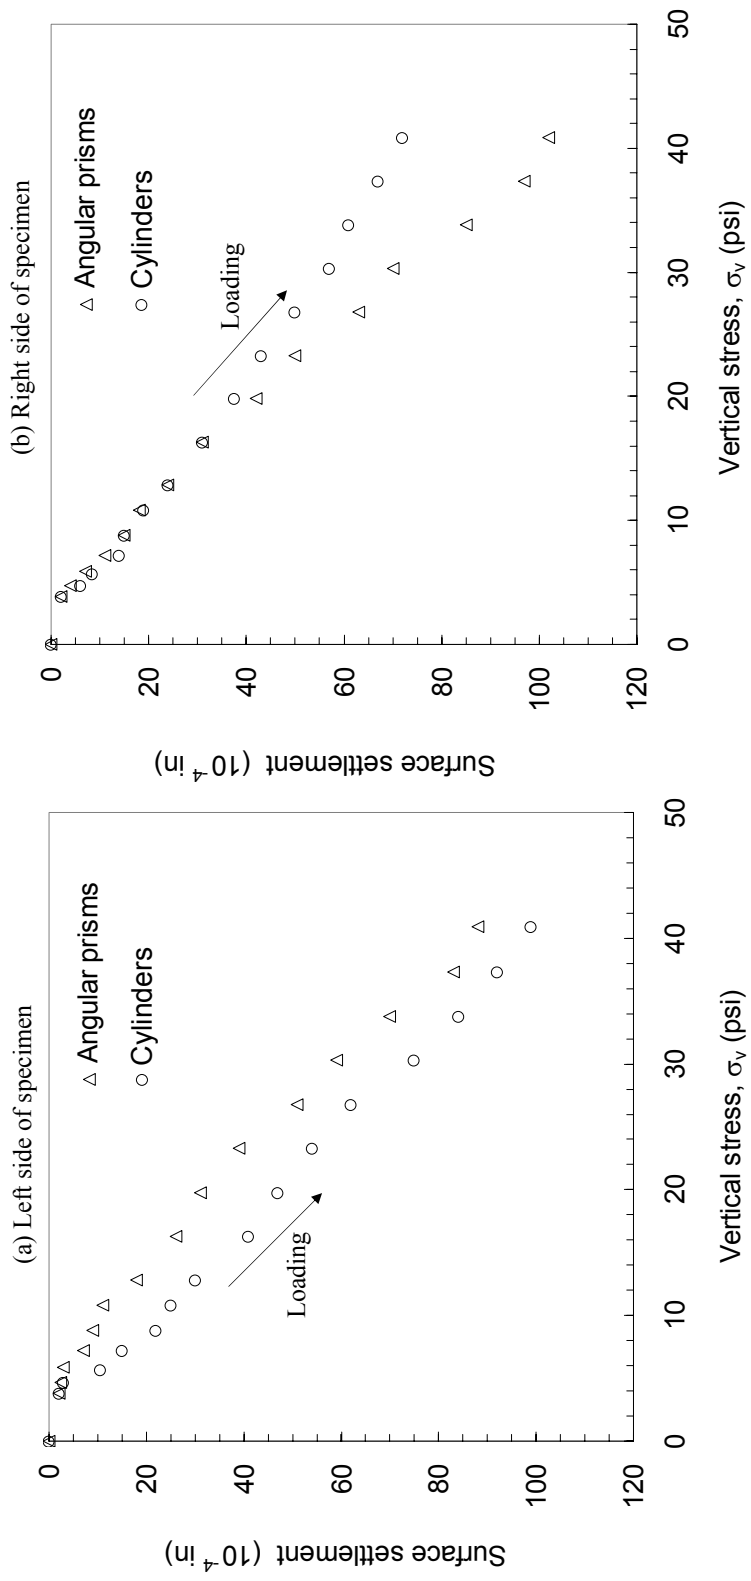 (a) Left side of specimen
Angular prisms
Cylinders
Loading
0
20
40
60
80
100
120
0
10
20
30
40
50
Surface settlement (10⁻⁴ in)
Vertical stress, σᵥ (psi)
(b) Right side of specimen
Angular prisms
Cylinders
Loading
0
20
40
60
80
100
120
0
10
20
30
40
50
Surface settlement (10⁻⁴ in)
Vertical stress, σᵥ (psi)